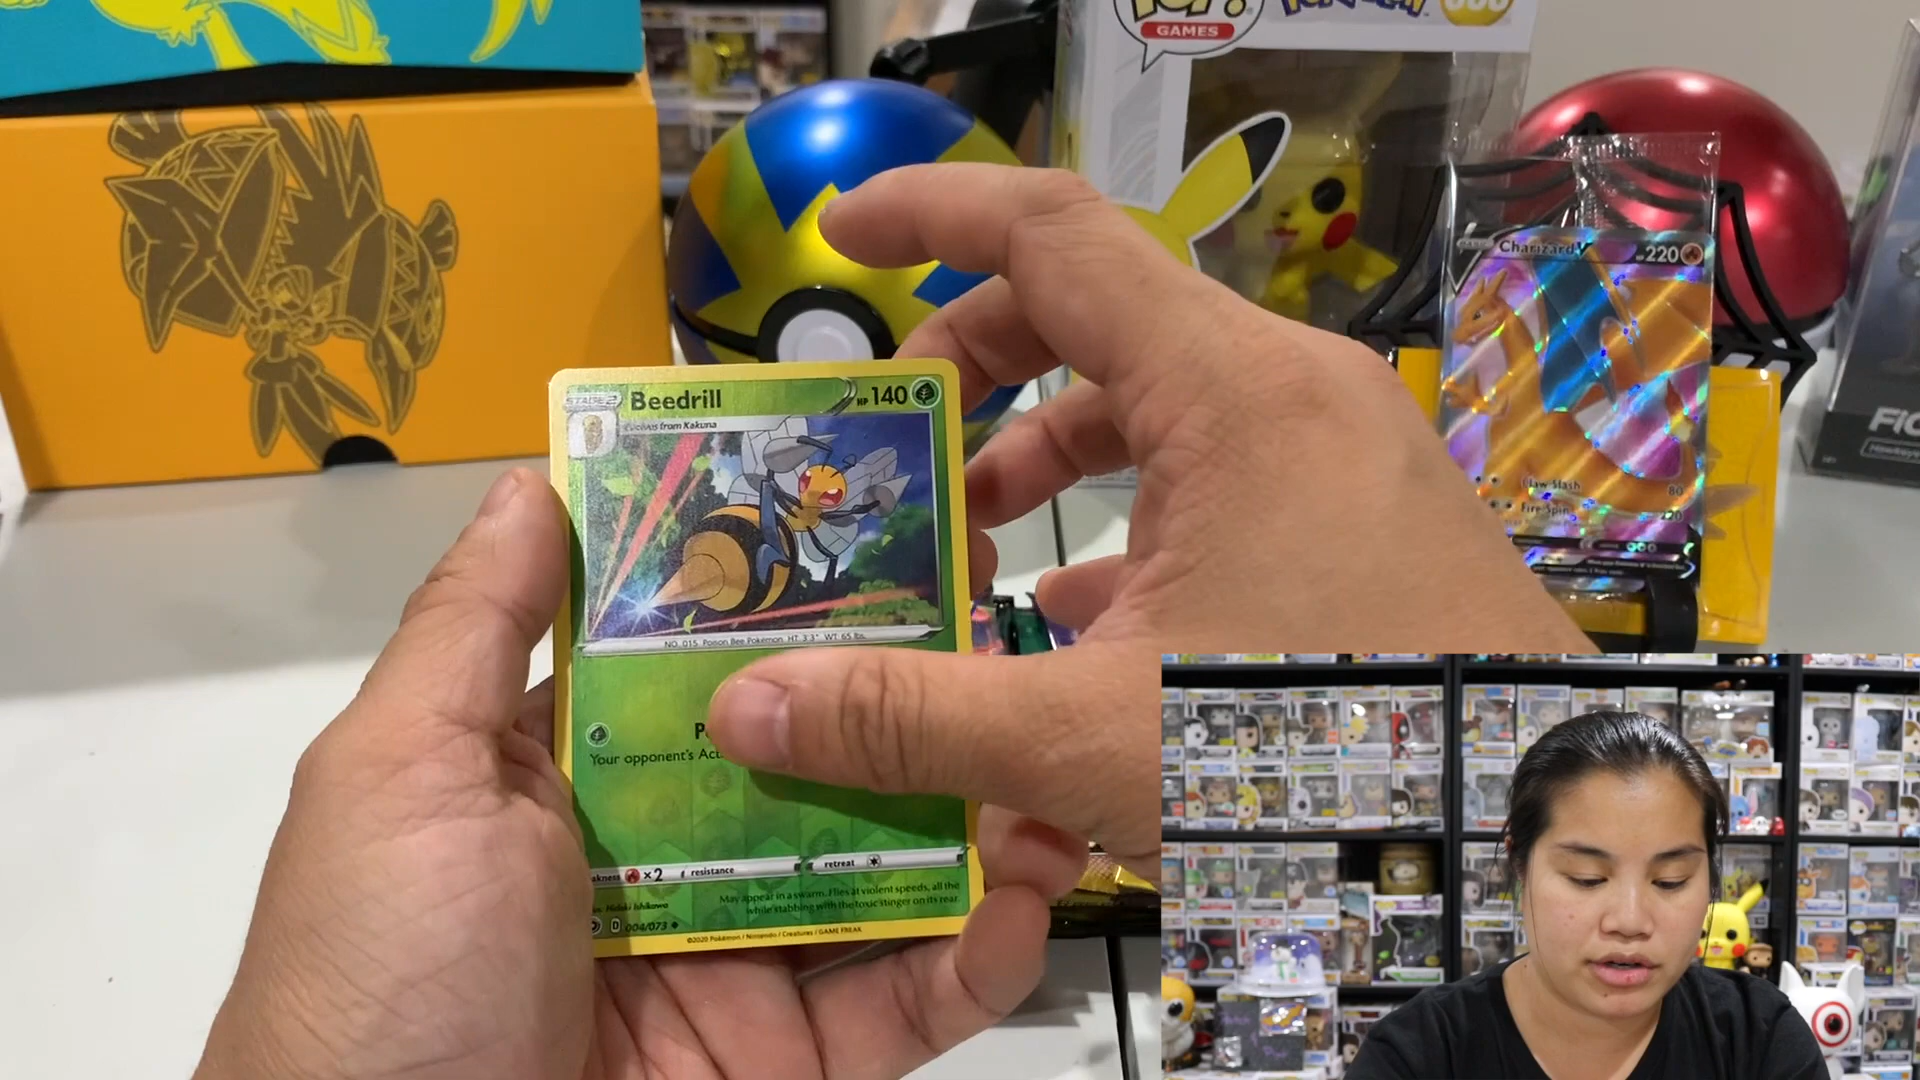 POP!
GAMES
POKÉMON
Charizard V 220
Claw Slash 80
Fire Spin 220
STAGE 2 Beedrill HP 140
Evolves from Kakuna
NO. 015 Poison Bee Pokémon HT 3'3" WT 65 lbs.
Your opponent's
×2 resistance retreat
May appear in a swarm. Flies at violent speeds, all the
while stabbing with the toxic stinger on its rear.
D 004/073
©2020 Pokémon / Nintendo / Creatures / GAME FREAK